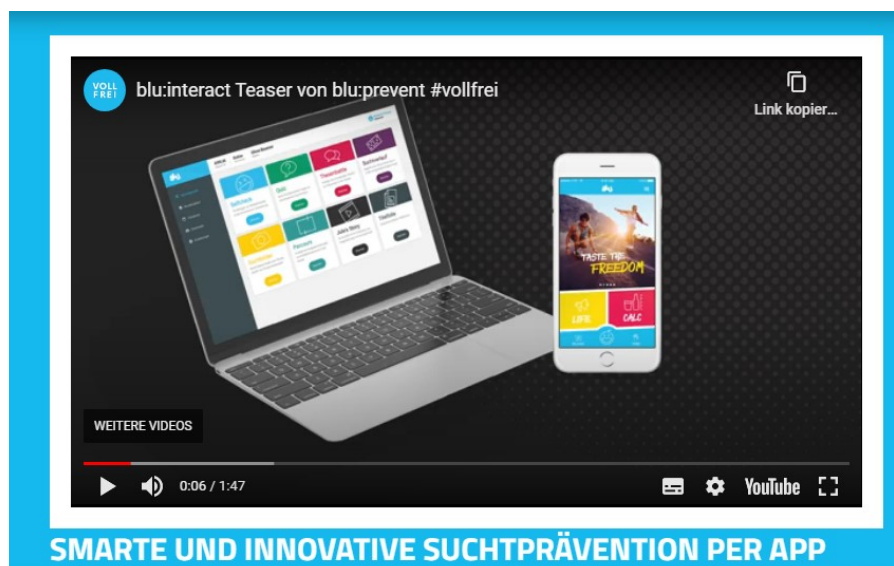 VOLL
FREI
blu:interact Teaser von blu:prevent #vollfrei
Link kopier...
Quiz
TASTE THE
FREEDOM
LIFE
CALC
WEITERE VIDEOS
0:06 / 1:47
YouTube
SMARTE UND INNOVATIVE SUCHTPRÄVENTION PER APP